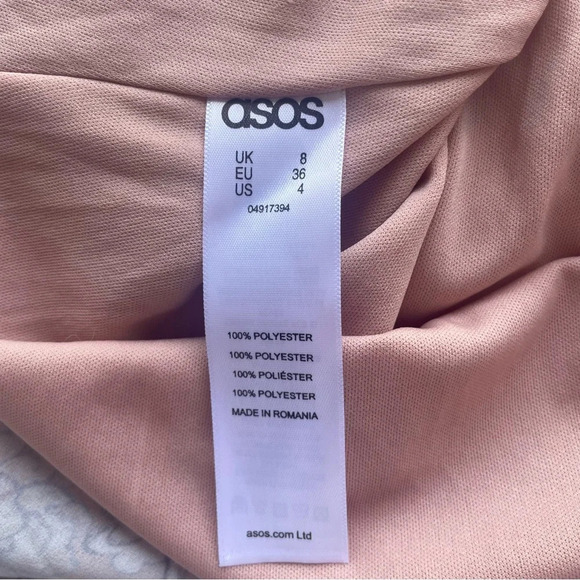 asos
UK 8
EU 36
US 4
04917394
100% POLYESTER
100% POLYESTER
100% POLIÉSTER
100% POLYESTER
MADE IN ROMANIA
asos.com Ltd